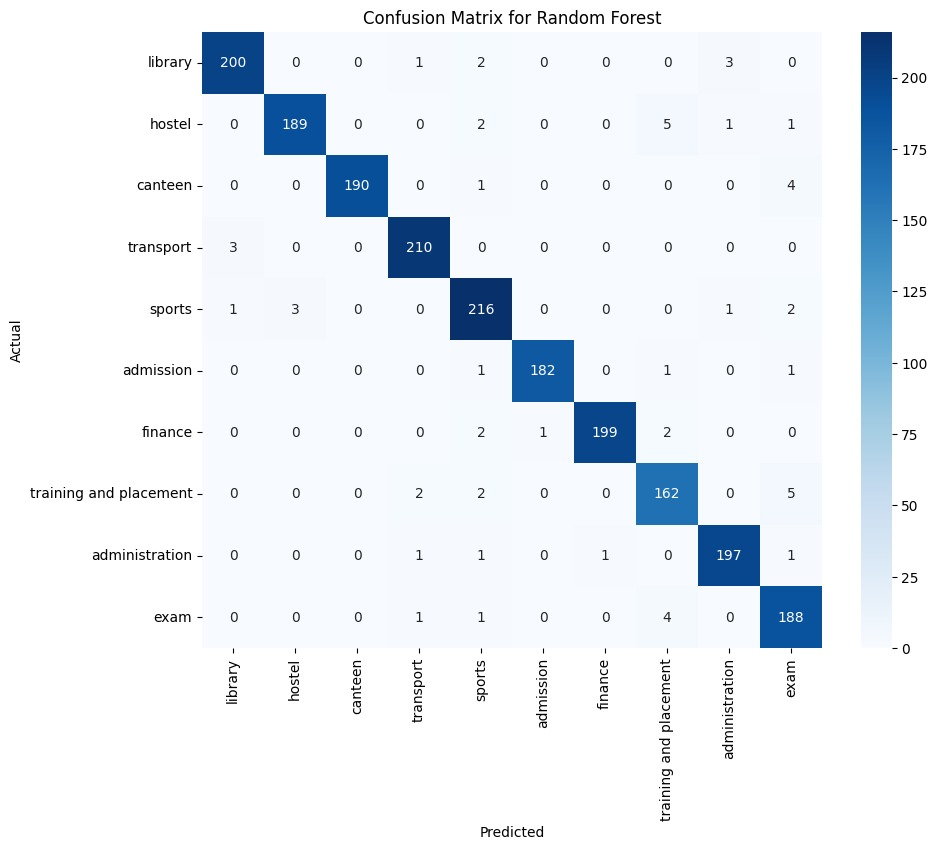 Confusion Matrix for Random Forest
library 200 0 0 1 2 0 0 0 3 0
hostel 0 189 0 0 2 0 0 5 1 1
canteen 0 0 190 0 1 0 0 0 0 4
transport 3 0 0 210 0 0 0 0 0 0
sports 1 3 0 0 216 0 0 0 1 2
admission 0 0 0 0 1 182 0 1 0 1
finance 0 0 0 0 2 1 199 2 0 0
training and placement 0 0 0 2 2 0 0 162 0 5
administration 0 0 0 1 1 0 1 0 197 1
exam 0 0 0 1 1 0 0 4 0 188
Actual
library
hostel
canteen
transport
sports
admission
finance
training and placement
administration
exam
Predicted
200
175
150
125
100
75
50
25
0